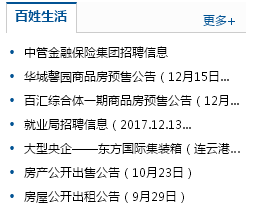 百姓生活
更多+
中管金融保险集团招聘信息
华城馨园商品房预售公告（12月15日...
百汇综合体一期商品房预售公告（12月...
就业局招聘信息（2017.12.13...
大型央企——东方国际集装箱（连云港...
房产公开出售公告（10月23日）
房屋公开出租公告（9月29日）